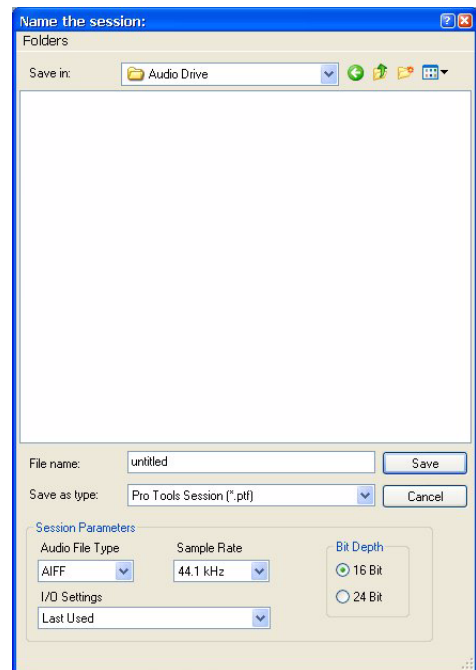 Name the session:
Folders
Save in: Audio Drive
File name: untitled Save
Save as type: Pro Tools Session (*.ptf) Cancel
Session Parameters
Audio File Type Sample Rate Bit Depth
AIFF 44.1 kHz 16 Bit
I/O Settings 24 Bit
Last Used